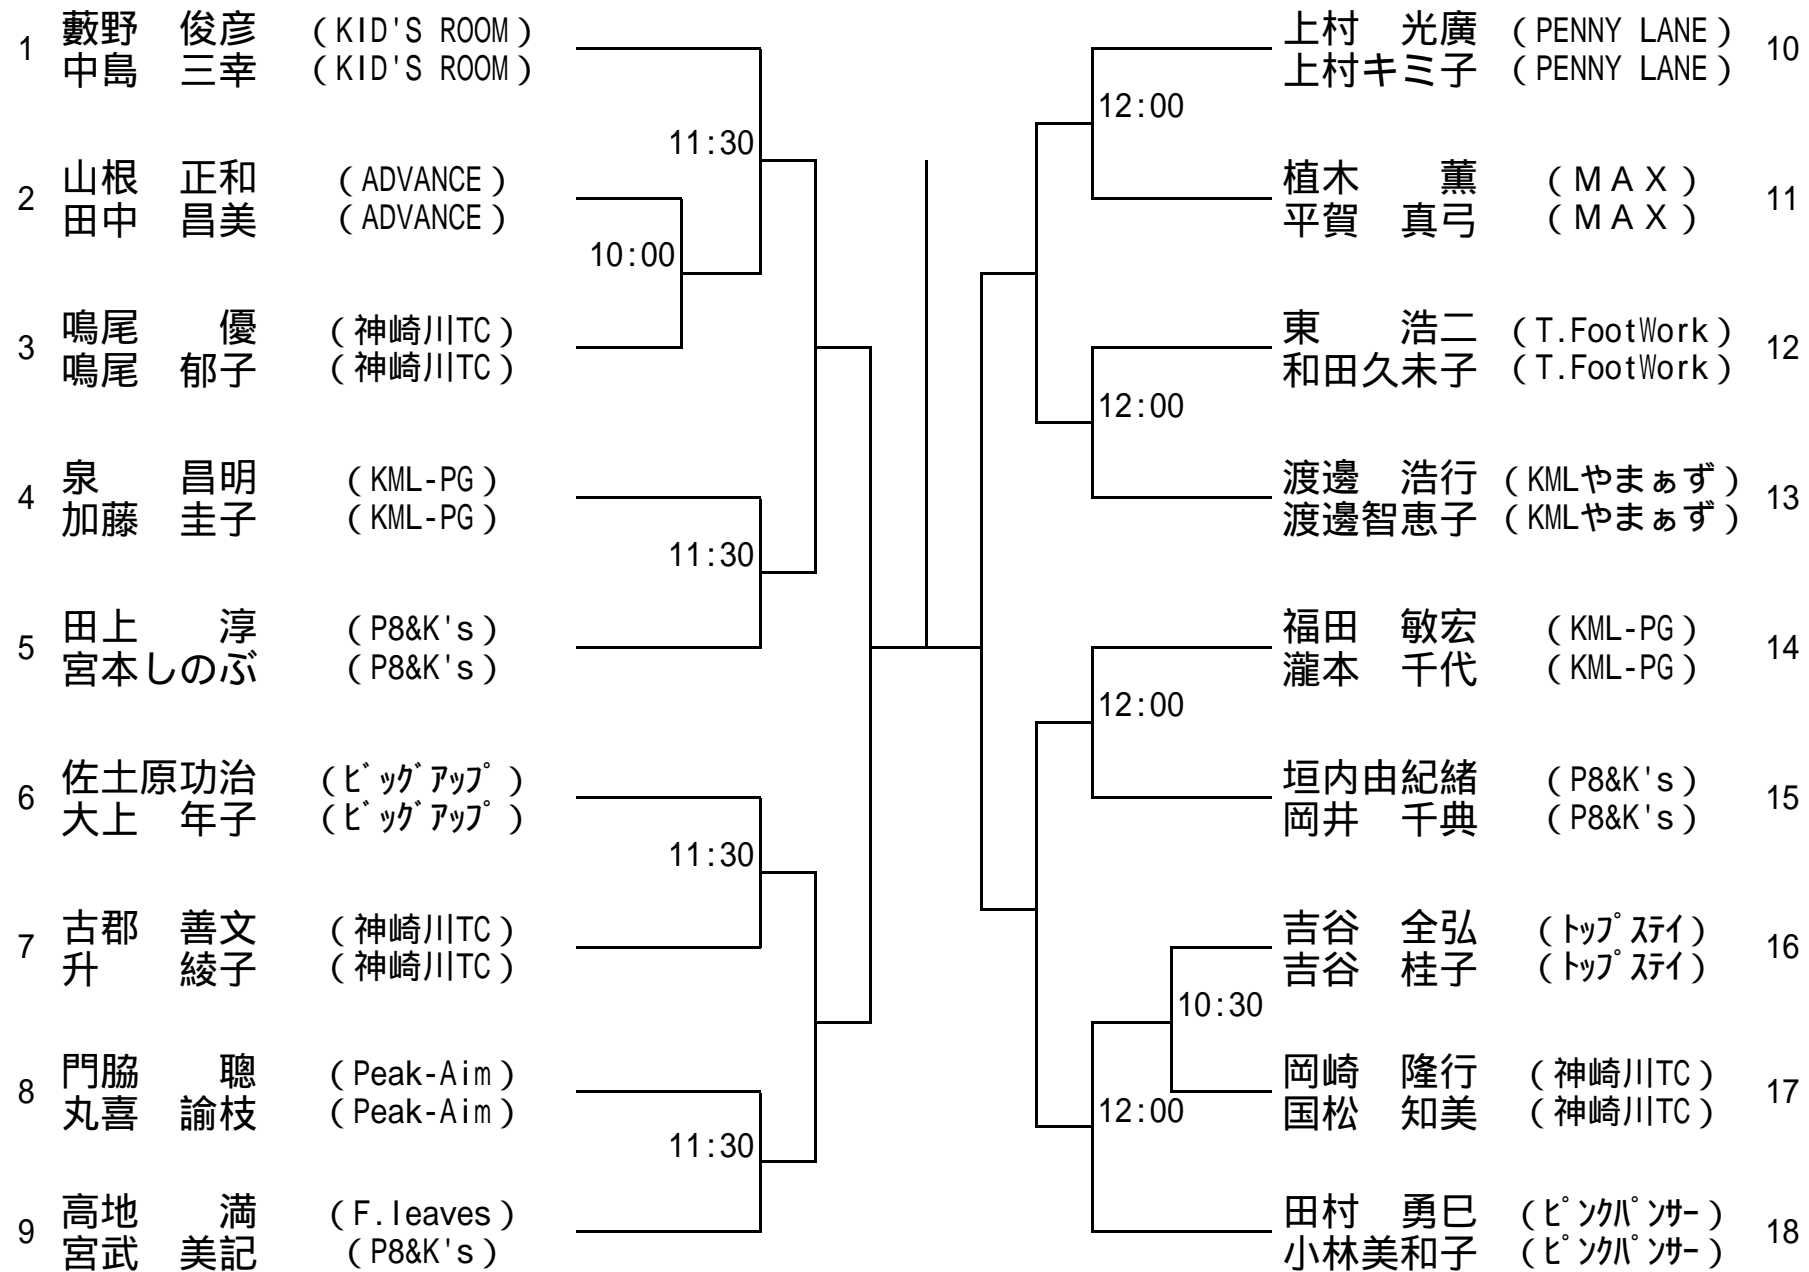 1 藪野　俊彦 (KID'S ROOM)
中島　三幸 (KID'S ROOM)
11:30
2 山根　正和 (ADVANCE)
田中　昌美 (ADVANCE)
10:00
3 鳴尾　　優 (神崎川TC)
鳴尾　郁子 (神崎川TC)
4 泉　　昌明 (KML-PG)
加藤　圭子 (KML-PG)
11:30
5 田上　　淳 (P8&K's)
宮本しのぶ (P8&K's)
6 佐土原功治 (ﾋﾞｯｸﾞｱｯﾌﾟ)
大上　年子 (ﾋﾞｯｸﾞｱｯﾌﾟ)
11:30
7 古郡　善文 (神崎川TC)
升　　綾子 (神崎川TC)
8 門脇　　聰 (Peak-Aim)
丸喜　諭枝 (Peak-Aim)
11:30
9 高地　　満 (F.leaves)
宮武　美記 (P8&K's)
上村　光廣 (PENNY LANE) 10
上村キミ子 (PENNY LANE)
12:00
植木　　薫 (ＭＡＸ) 11
平賀　真弓 (ＭＡＸ)
東　　浩二 (T.FootWork) 12
和田久未子 (T.FootWork)
12:00
渡邊　浩行 (KMLやまぁず) 13
渡邊智恵子 (KMLやまぁず)
福田　敏宏 (KML-PG) 14
瀧本　千代 (KML-PG)
12:00
垣内由紀緒 (P8&K's) 15
岡井　千典 (P8&K's)
吉谷　全弘 (ﾄｯﾌﾟｽﾃｲ) 16
吉谷　桂子 (ﾄｯﾌﾟｽﾃｲ)
10:30
岡崎　隆行 (神崎川TC) 17
国松　知美 (神崎川TC)
12:00
田村　勇巳 (ﾋﾟﾝｸﾊﾟﾝｻｰ) 18
小林美和子 (ﾋﾟﾝｸﾊﾟﾝｻｰ)